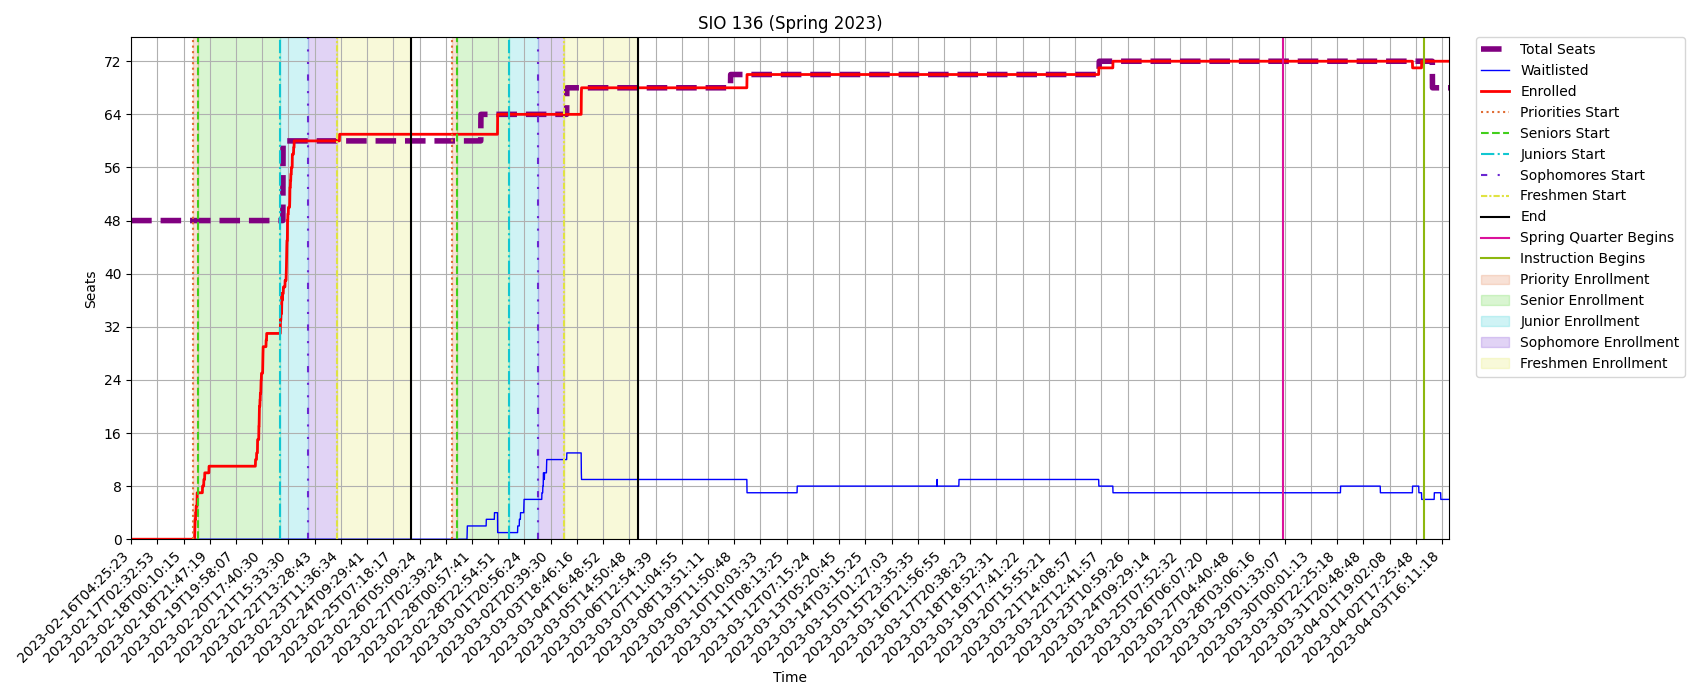 SIO 136 (Spring 2023)
Seats
72
64
56
48
40
32
24
16
8
0
2023-02-16T04:25:23
2023-02-17T02:32:53
2023-02-18T00:10:15
2023-02-18T21:47:19
2023-02-19T19:58:07
2023-02-20T17:40:30
2023-02-21T15:33:30
2023-02-22T13:28:43
2023-02-23T11:36:34
2023-02-24T09:29:41
2023-02-25T07:18:17
2023-02-26T05:09:24
2023-02-27T02:39:24
2023-02-28T00:57:41
2023-02-28T22:54:51
2023-03-01T20:56:24
2023-03-02T20:39:30
2023-03-03T18:46:16
2023-03-04T16:48:52
2023-03-05T14:50:48
2023-03-06T12:54:39
2023-03-07T11:04:55
2023-03-08T13:51:11
2023-03-09T11:50:48
2023-03-10T10:03:33
2023-03-11T08:13:25
2023-03-12T07:15:24
2023-03-13T05:20:45
2023-03-14T03:15:25
2023-03-15T01:27:03
2023-03-15T23:35:35
2023-03-16T21:56:55
2023-03-17T20:38:23
2023-03-18T18:52:31
2023-03-19T17:41:22
2023-03-20T15:55:21
2023-03-21T14:08:57
2023-03-22T12:41:57
2023-03-23T10:59:26
2023-03-24T09:29:14
2023-03-25T07:52:32
2023-03-26T06:07:20
2023-03-27T04:40:48
2023-03-28T03:06:16
2023-03-29T01:33:07
2023-03-30T00:01:13
2023-03-30T22:25:18
2023-03-31T20:48:48
2023-04-01T19:02:08
2023-04-02T17:25:48
2023-04-03T16:11:18
Time
Total Seats
Waitlisted
Enrolled
Priorities Start
Seniors Start
Juniors Start
Sophomores Start
Freshmen Start
End
Spring Quarter Begins
Instruction Begins
Priority Enrollment
Senior Enrollment
Junior Enrollment
Sophomore Enrollment
Freshmen Enrollment